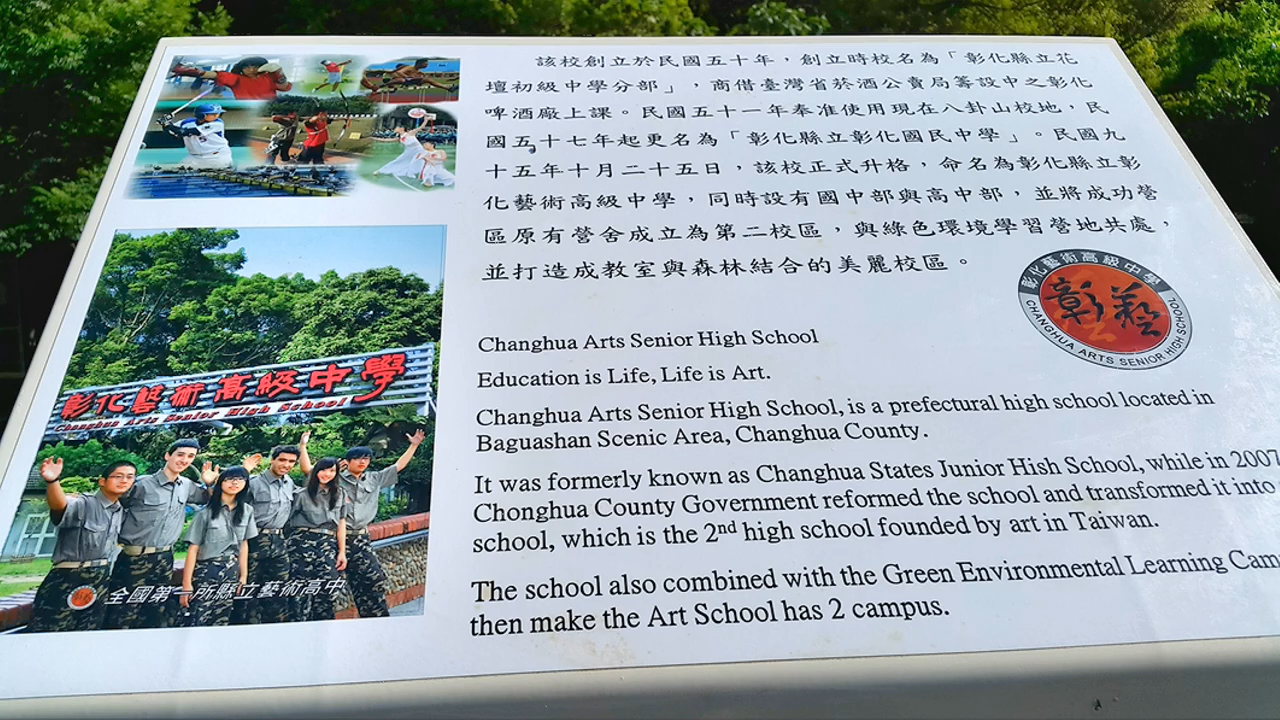 該校創立於民國五十年，創立時校名為「彰化縣立花
壇初級中學分部」，商借臺灣省菸酒公賣局籌設中之彰化
啤酒廠上課。民國五十一年奉准使用現在八卦山校地，民
國五十七年起更名為「彰化縣立彰化國民中學」。民國九
十五年十月二十五日，該校正式升格，命名為彰化縣立彰
化藝術高級中學，同時設有國中部與高中部，並將成功營
區原有營舍成立為第二校區，與綠色環境學習營地共處，
並打造成教室與森林結合的美麗校區。
彰化藝術高級中學
彰藝
CHANGHUA ARTS SENIOR HIGH SCHOOL
Changhua Arts Senior High School
Education is Life, Life is Art.
Changhua Arts Senior High School, is a prefectural high school located in
Baguashan Scenic Area, Changhua County.
It was formerly known as Changhua States Junior Hish School, while in 2007
Chonghua County Government reformed the school and transformed it into
school, which is the 2nd high school founded by art in Taiwan.
The school also combined with the Green Environmental Learning Cam
then make the Art School has 2 campus.
彰化藝術高級中學
Changhua Arts Senior High School
全國第一所縣立藝術高中